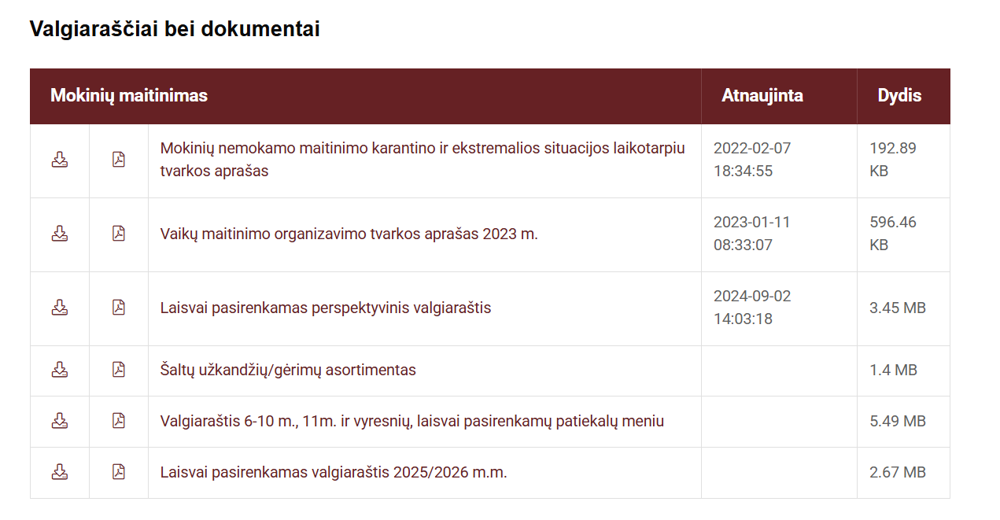 Valgiaraščiai bei dokumentai
Mokinių maitinimas Atnaujinta Dydis
Mokinių nemokamo maitinimo karantino ir ekstremalios situacijos laikotarpiu tvarkos aprašas 2022-02-07 18:34:55 192.89 KB
Vaikų maitinimo organizavimo tvarkos aprašas 2023 m. 2023-01-11 08:33:07 596.46 KB
Laisvai pasirenkamas perspektyvinis valgiaraštis 2024-09-02 14:03:18 3.45 MB
Šaltų užkandžių/gėrimų asortimentas 1.4 MB
Valgiaraštis 6-10 m., 11m. ir vyresnių, laisvai pasirenkamų patiekalų meniu 5.49 MB
Laisvai pasirenkamas valgiaraštis 2025/2026 m.m. 2.67 MB